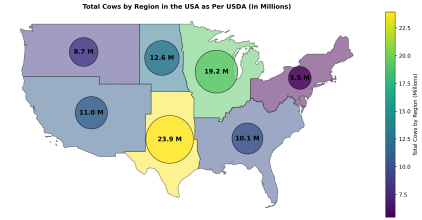 Total Cows by Region in the USA as Per USDA (in Millions)
8.7 M
12.6 M
19.2 M
5.5 M
11.0 M
23.9 M
10.1 M
22.5
20.0
17.5
15.0
12.5
10.0
7.5
Total Cows by Region (Millions)